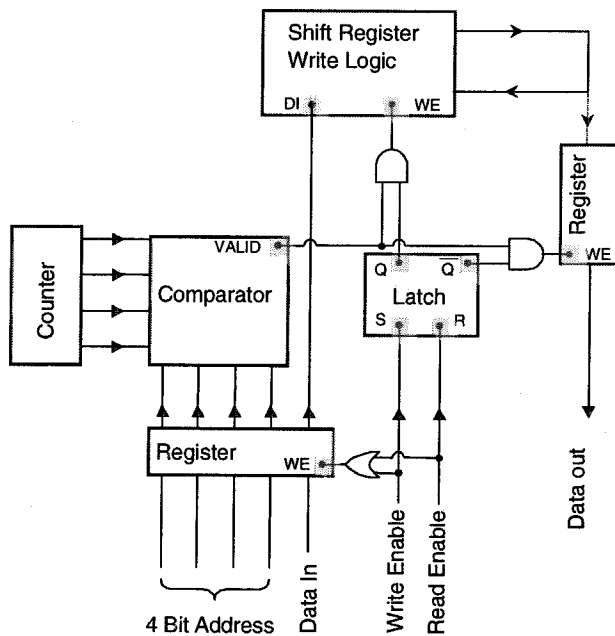 Shift Register
Write Logic
DI
WE
Register
WE
VALID
Comparator
Counter
Q
Q̅
Latch
S
R
Register
WE
Data In
Write Enable
Read Enable
Data out
4 Bit Address